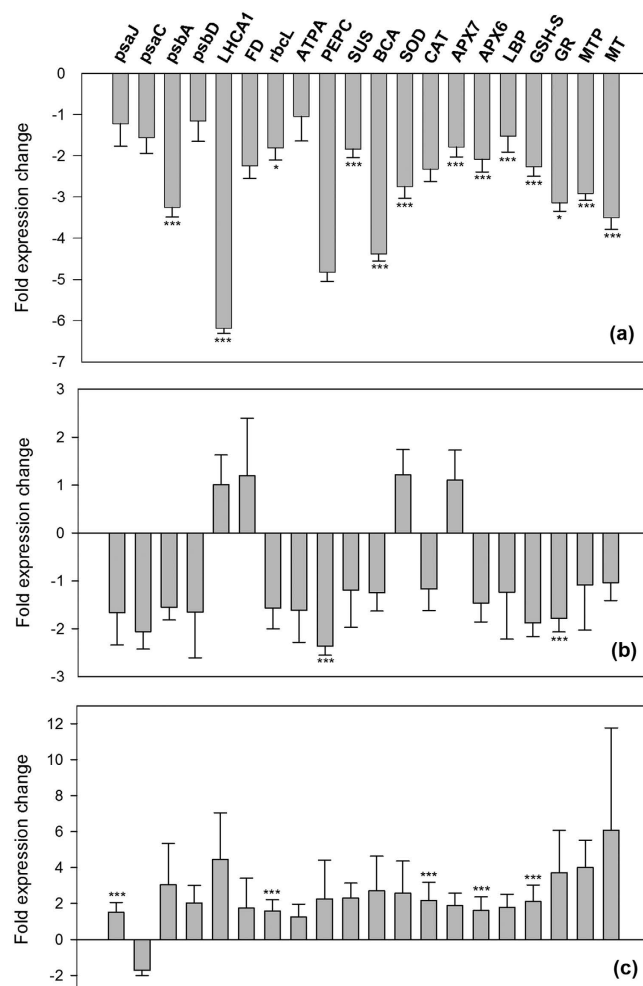 psaJ psaC psbA psbD LHCA1 FD rbcL ATPA PEPC SUS BCA SOD CAT APX7 APX6 LBP GSH-S GR MTP MT
0
-1
-2
-3
-4
-5
-6
-7
Fold expression change
*** *** * *** *** *** *** *** *** *** * *** ***
(a)
3
2
1
0
-1
-2
-3
Fold expression change
*** ***
(b)
12
10
8
6
4
2
0
-2
Fold expression change
*** *** *** *** ***
(c)